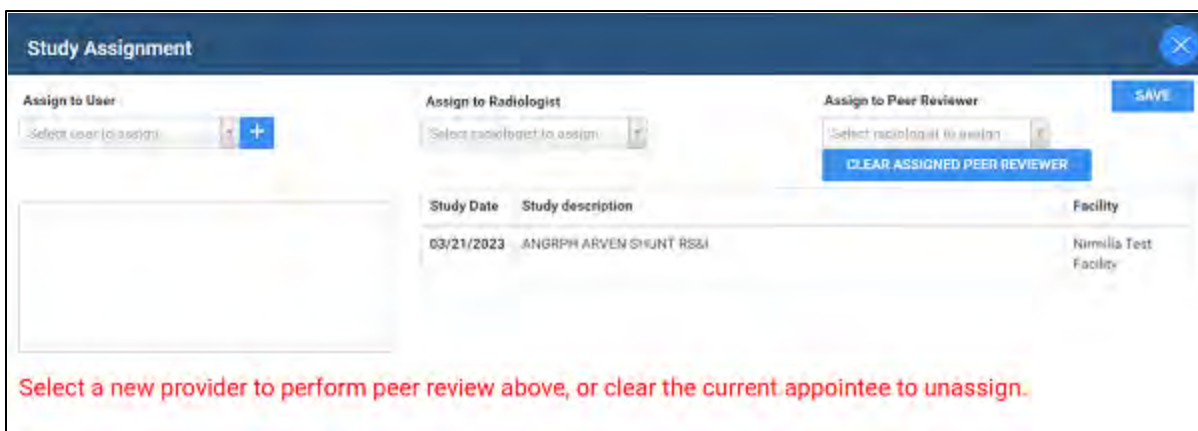 Study Assignment
Assign to User
Assign to Radiologist
Assign to Peer Reviewer
SAVE
Select user to assign
+
Select radiologist to assign
Select radiologist to assign
CLEAR ASSIGNED PEER REVIEWER
Study Date Study description Facility
03/21/2023 ANGRPH ARVEN SHUNT RS&I Nirmilla Test
Facility
Select a new provider to perform peer review above, or clear the current appointee to unassign.